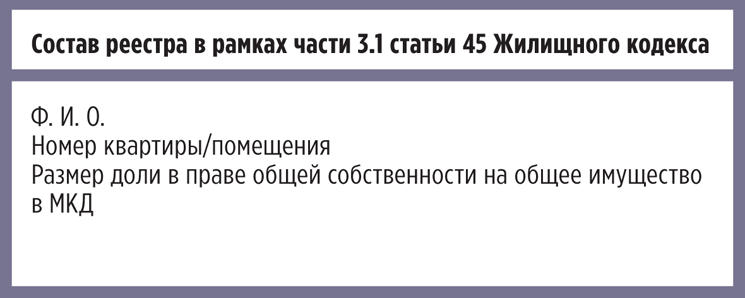 Состав реестра в рамках части 3.1 статьи 45 Жилищного кодекса
Ф. И. О.
Номер квартиры/помещения
Размер доли в праве общей собственности на общее имущество
в МКД